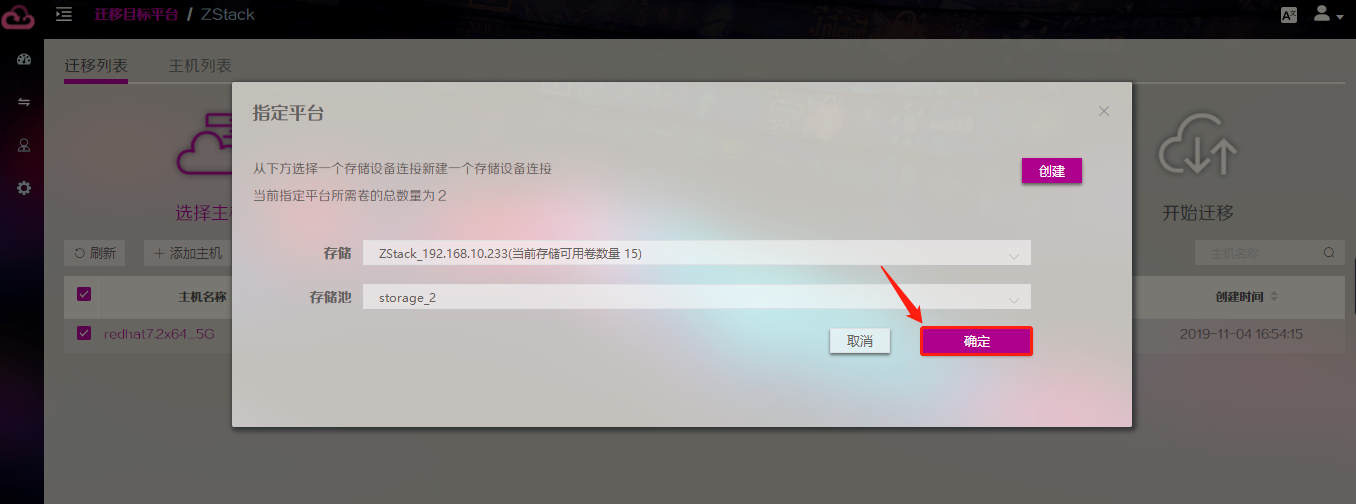 迁移目标平台 / ZStack
迁移列表 主机列表
指定平台
从下方选择一个存储设备连接新建一个存储设备连接
创建
当前指定平台所需卷的总数量为 2
选择主
开始迁移
存储 ZStack_192.168.10.233(当前存储可用卷数量 15)
刷新 添加主机
主机名称
存储池 storage_2
主机名称 创建时间
取消 确定
redhat7.2x64_5G 2019-11-04 16:54:15